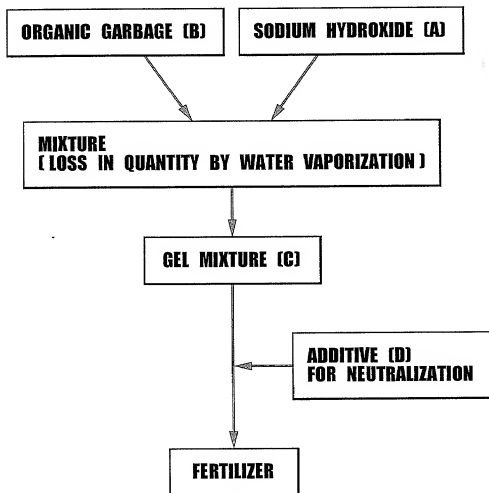 ORGANIC GARBAGE (B)
SODIUM HYDROXIDE (A)
MIXTURE
( LOSS IN QUANTITY BY WATER VAPORIZATION )
GEL MIXTURE (C)
ADDITIVE (D)
FOR NEUTRALIZATION
FERTILIZER